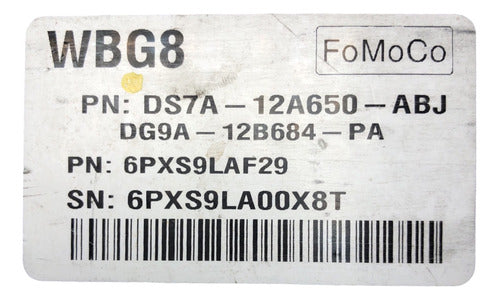 WBG8 FoMoCo
PN: DS7A-12A650-ABJ
DG9A-12B684-PA
PN: 6PXS9LAF29
SN: 6PXS9LA00X8T